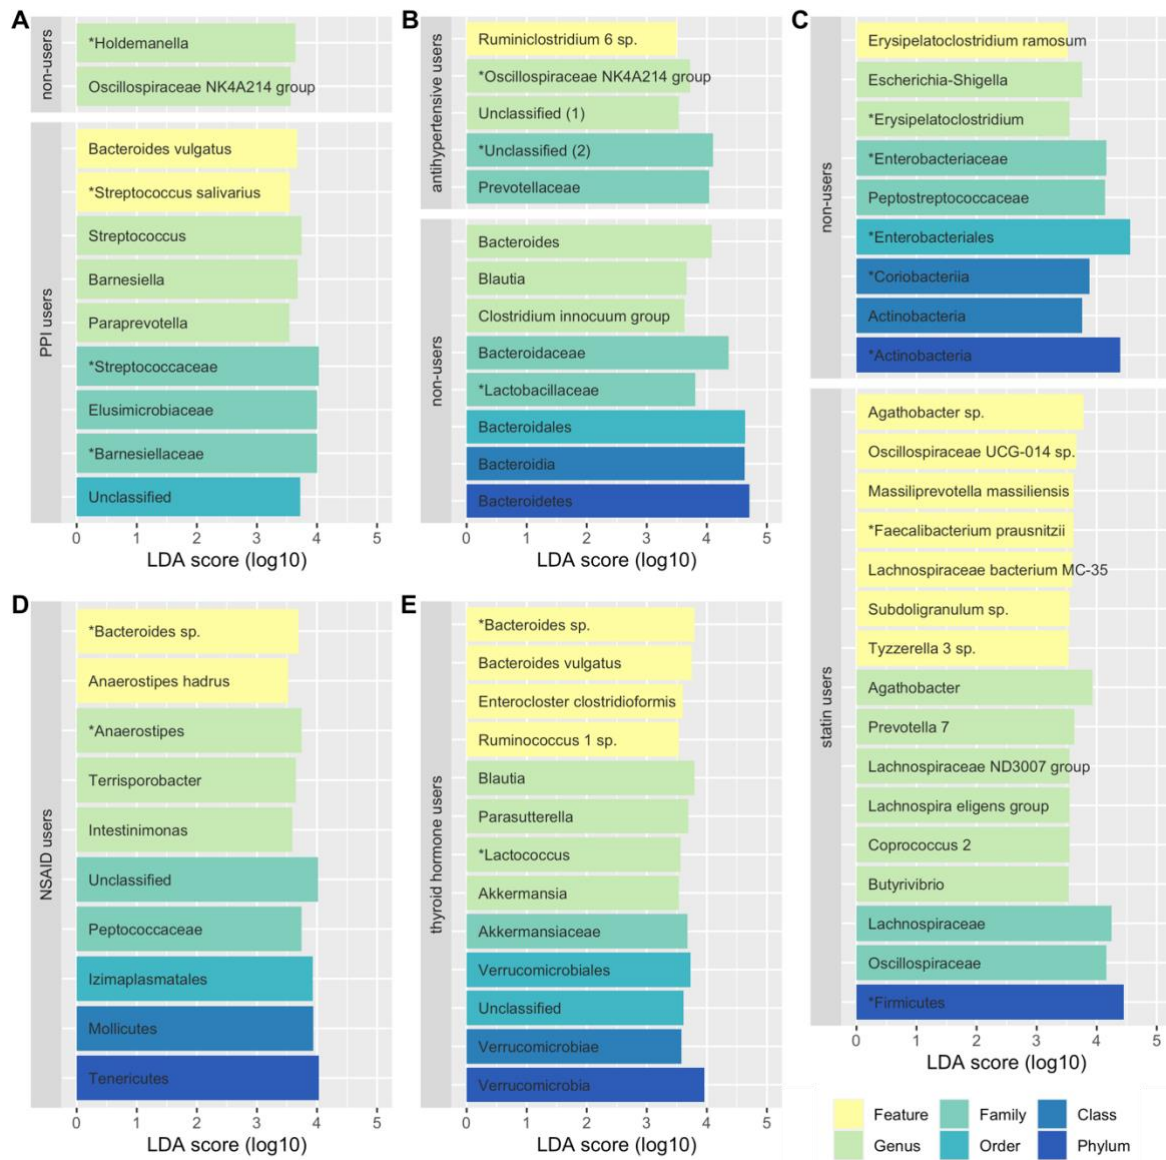 A
non-users
*Holdemanella
Oscillospiraceae NK4A214 group
PPI users
Bacteroides vulgatus
*Streptococcus salivarius
Streptococcus
Barnesiella
Paraprevotella
*Streptococcaceae
Elusimicrobiaceae
*Barnesiellaceae
Unclassified
0 1 2 3 4 5
LDA score (log10)
B
antihypertensive users
Ruminiclostridium 6 sp.
*Oscillospiraceae NK4A214 group
Unclassified (1)
*Unclassified (2)
Prevotellaceae
non-users
Bacteroides
Blautia
Clostridium innocuum group
Bacteroidaceae
*Lactobacillaceae
Bacteroidales
Bacteroidia
Bacteroidetes
0 1 2 3 4 5
LDA score (log10)
C
non-users
Erysipelatoclostridium ramosum
Escherichia-Shigella
*Erysipelatoclostridium
*Enterobacteriaceae
Peptostreptococcaceae
*Enterobacteriales
*Coriobacteriia
Actinobacteria
*Actinobacteria
statin users
Agathobacter sp.
Oscillospiraceae UCG-014 sp.
Massiliprevotella massiliensis
*Faecalibacterium prausnitzii
Lachnospiraceae bacterium MC-35
Subdoligranulum sp.
Tyzzerella 3 sp.
Agathobacter
Prevotella 7
Lachnospiraceae ND3007 group
Lachnospira eligens group
Coprococcus 2
Butyrivibrio
Lachnospiraceae
Oscillospiraceae
*Firmicutes
0 1 2 3 4 5
LDA score (log10)
D
NSAID users
*Bacteroides sp.
Anaerostipes hadrus
*Anaerostipes
Terrisporobacter
Intestinimonas
Unclassified
Peptococcaceae
Izimaplasmatales
Mollicutes
Tenericutes
0 1 2 3 4 5
LDA score (log10)
E
thyroid hormone users
*Bacteroides sp.
Bacteroides vulgatus
Enterocloster clostridioformis
Ruminococcus 1 sp.
Blautia
Parasutterella
*Lactococcus
Akkermansia
Akkermansiaceae
Verrucomicrobiales
Unclassified
Verrucomicrobiae
Verrucomicrobia
0 1 2 3 4 5
LDA score (log10)
Feature Family Class
Genus Order Phylum